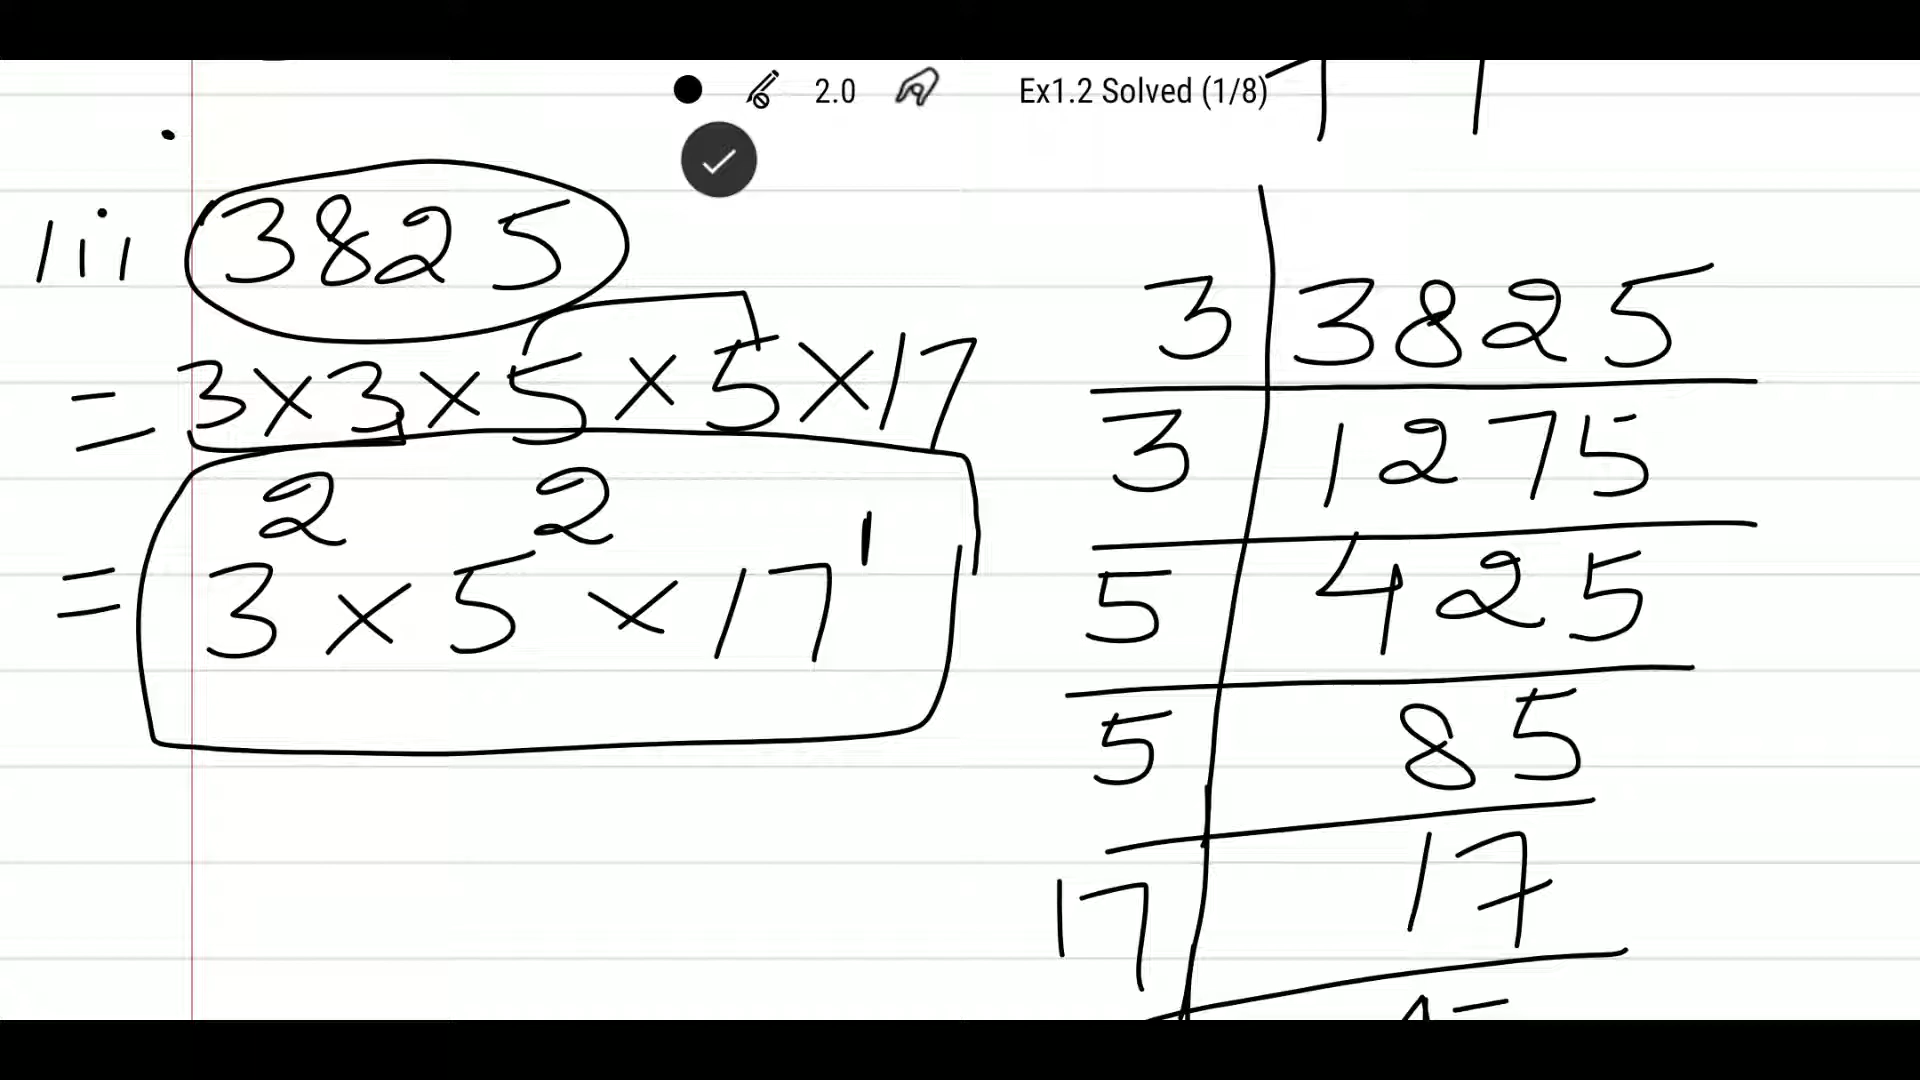 2.0 Ex1.2 Solved (1/8)
iii 3825
= 3 × 3 × 5 × 5 × 17
= 3² × 5² × 17¹
3 | 3825
3 | 1275
5 | 425
5 | 85
17 | 17